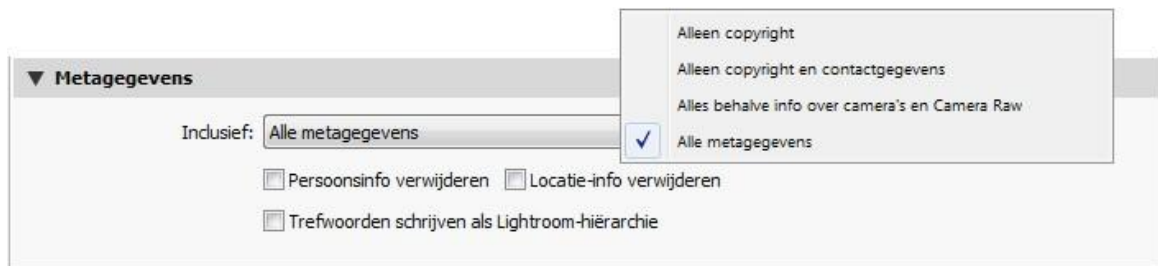 Alleen copyright
Alleen copyright en contactgegevens
Alles behalve info over camera's en Camera Raw
Alle metagegevens
Metagegevens
Inclusief: Alle metagegevens
Persoonsinfo verwijderen Locatie-info verwijderen
Trefwoorden schrijven als Lightroom-hiërarchie